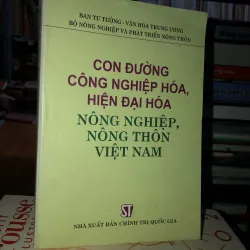 BAN TƯ TƯỞNG - VĂN HÓA TRUNG ƯƠNG
BỘ NÔNG NGHIỆP VÀ PHÁT TRIỂN NÔNG THÔN
CON ĐƯỜNG
CÔNG NGHIỆP HÓA,
HIỆN ĐẠI HÓA
NÔNG NGHIỆP,
NÔNG THÔN
VIỆT NAM
ST
NHÀ XUẤT BẢN CHÍNH TRỊ QUỐC GIA